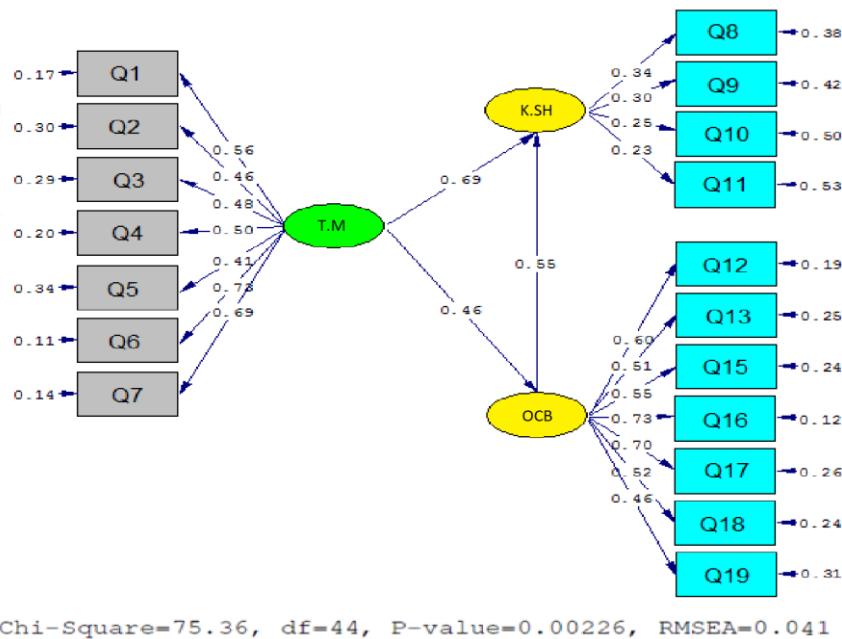 0.17 Q1
0.30 Q2
0.29 Q3
0.20 Q4
0.34 Q5
0.11 Q6
0.14 Q7
0.56
0.46
0.48
0.50
0.41
0.73
0.69
T.M
0.69
0.46
K.SH
0.55
OCB
0.34
0.30
0.25
0.23
Q8 0.38
Q9 0.42
Q10 0.50
Q11 0.53
0.60
0.51
0.55
0.73
0.70
0.52
0.46
Q12 0.19
Q13 0.25
Q15 0.24
Q16 0.12
Q17 0.26
Q18 0.24
Q19 0.31
Chi-Square=75.36, df=44, P-value=0.00226, RMSEA=0.041